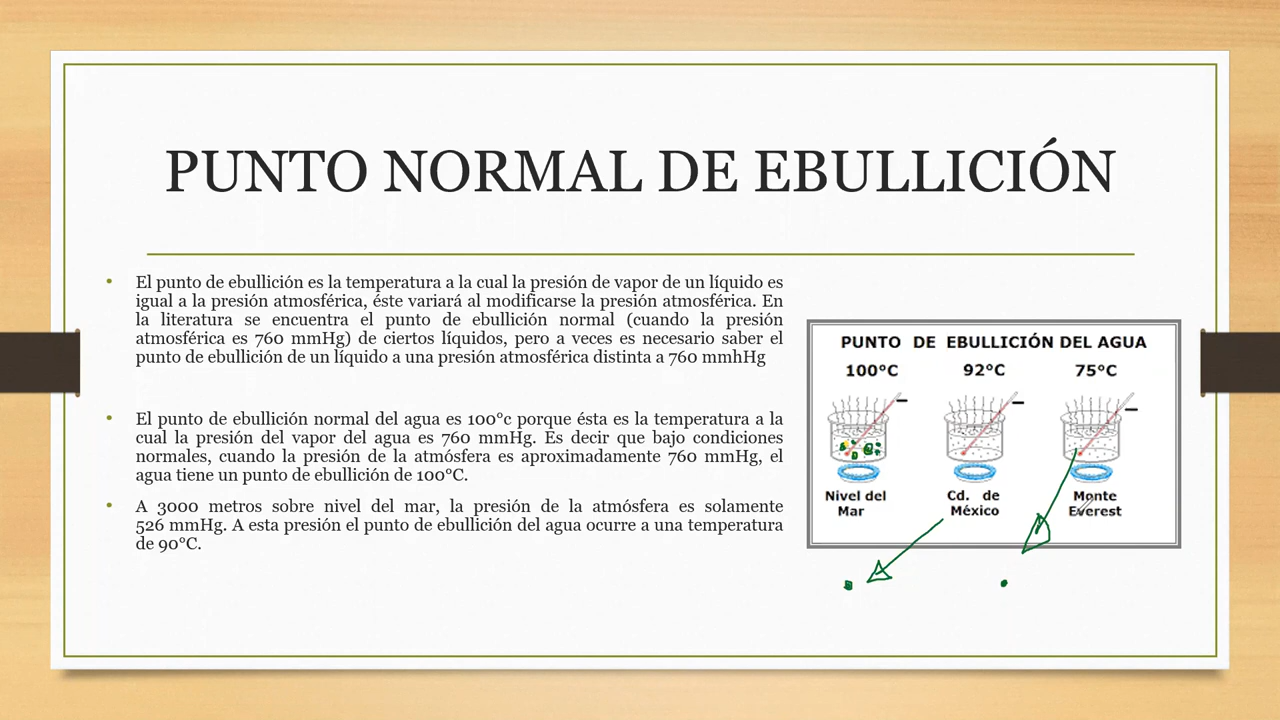 PUNTO NORMAL DE EBULLICIÓN
• El punto de ebullición es la temperatura a la cual la presión de vapor de un líquido es
igual a la presión atmosférica, éste variará al modificarse la presión atmosférica. En
la literatura se encuentra el punto de ebullición normal (cuando la presión
atmosférica es 760 mmHg) de ciertos líquidos, pero a veces es necesario saber el
punto de ebullición de un líquido a una presión atmosférica distinta a 760 mmhHg
• El punto de ebullición normal del agua es 100°c porque ésta es la temperatura a la
cual la presión del vapor del agua es 760 mmHg. Es decir que bajo condiciones
normales, cuando la presión de la atmósfera es aproximadamente 760 mmHg, el
agua tiene un punto de ebullición de 100°C.
• A 3000 metros sobre nivel del mar, la presión de la atmósfera es solamente
526 mmHg. A esta presión el punto de ebullición del agua ocurre a una temperatura
de 90°C.
PUNTO DE EBULLICIÓN DEL AGUA
100°C 92°C 75°C
Nivel del Mar
Cd. de México
Monte Everest